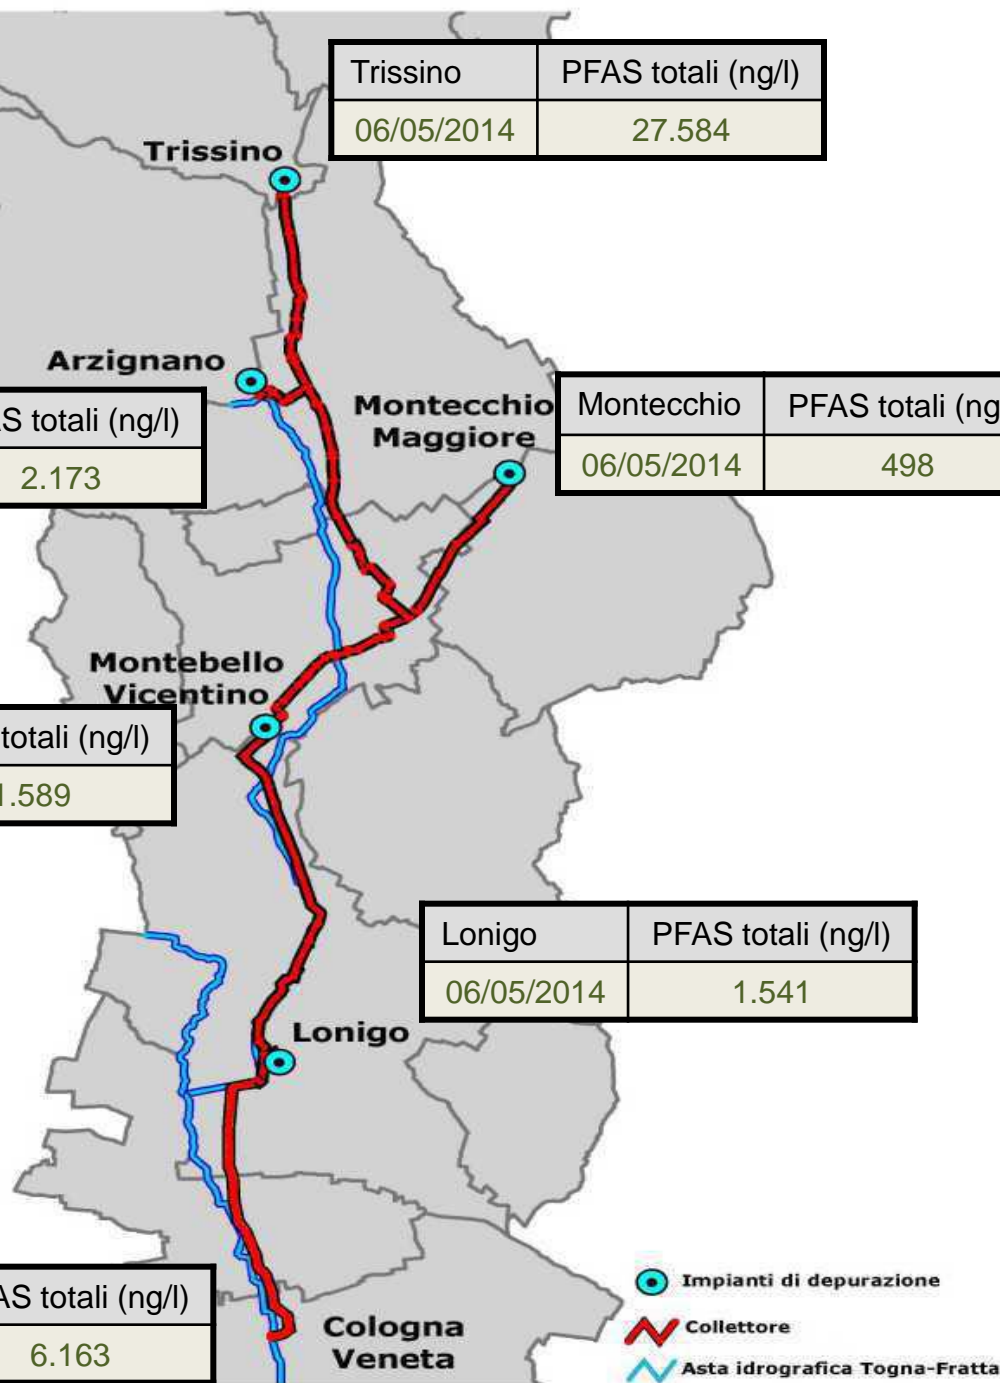 Trissino PFAS totali (ng/l)
06/05/2014 27.584
Trissino
Arzignano
totali (ng/l)
2.173
Montecchio
Maggiore
Montecchio PFAS totali
06/05/2014 498
Montebello
Vicentino
totali (ng/l)
Lonigo PFAS totali (ng/l)
06/05/2014 1.541
Lonigo
totali (ng/l)
6.163
Cologna
Veneta
Impianti di depurazione
Collettore
Asta idrografica Togna-Fratta